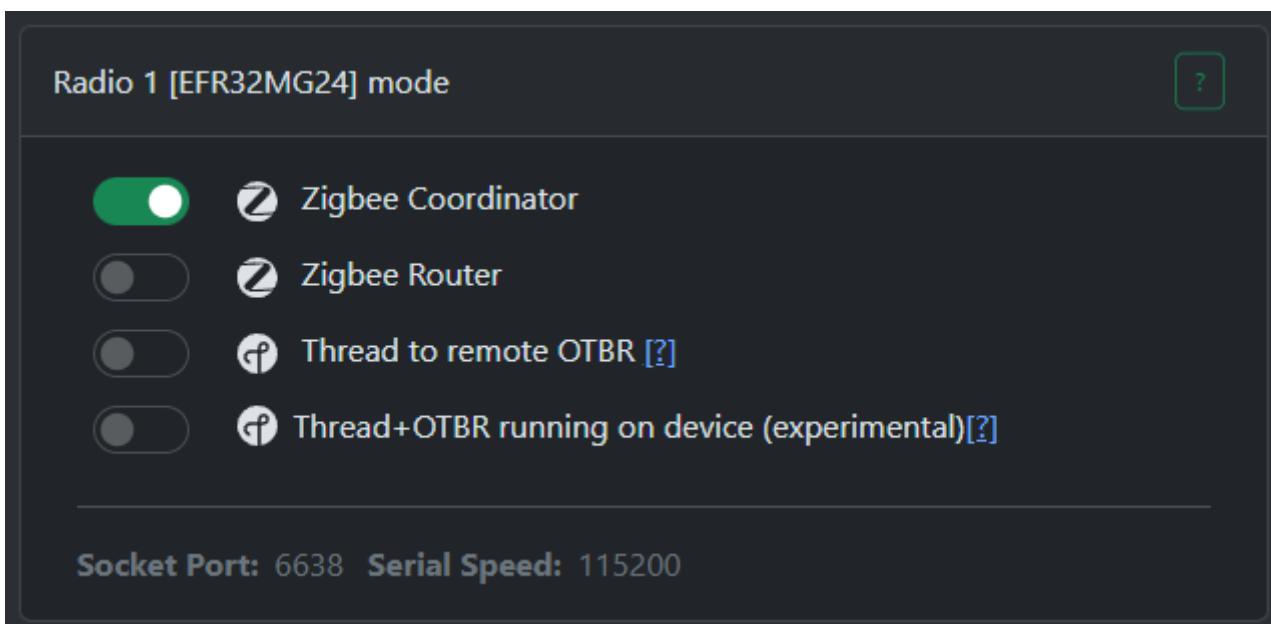 Radio 1 [EFR32MG24] mode
?
Zigbee Coordinator
Zigbee Router
Thread to remote OTBR [?]
Thread+OTBR running on device (experimental)[?]
Socket Port: 6638 Serial Speed: 115200